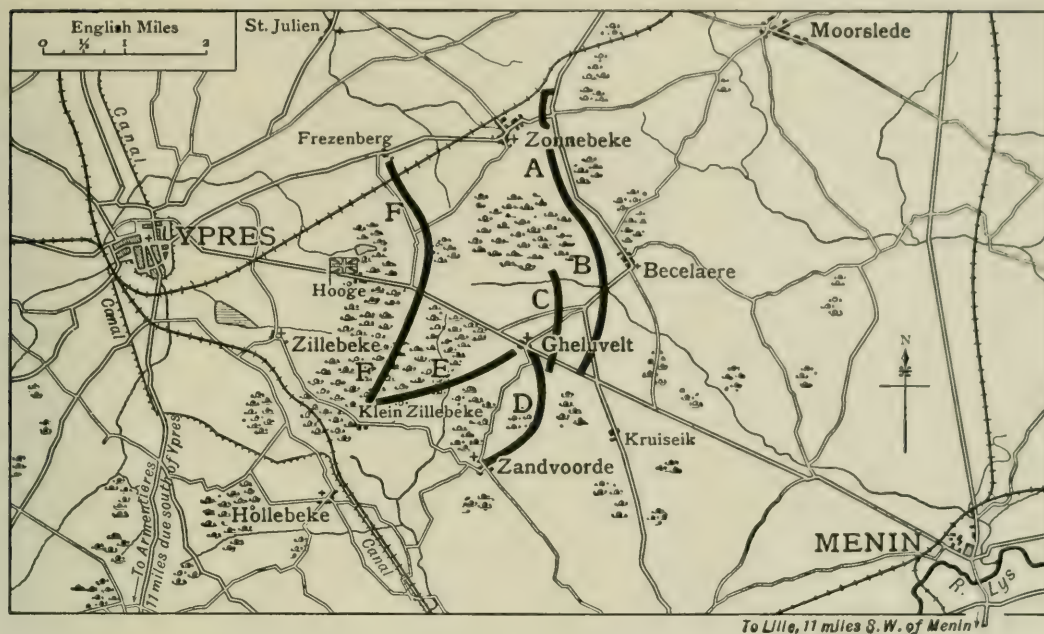 English Miles
0 ½ 1 2
St. Julien
Moorslede
Canal
Frezenberg
Zonnebeke
A
F
YPRES
B
Becelaere
Hooge
C
N
Canal
Zillebeke
Gheluvelt
F
E
Klein Zillebeke
D
Kruiseik
Zandvoorde
Hollebeke
To Armentières
11 miles due south of Ypres
Canal
MENIN
R. Lys
To Lille, 11 miles S.W. of Menin